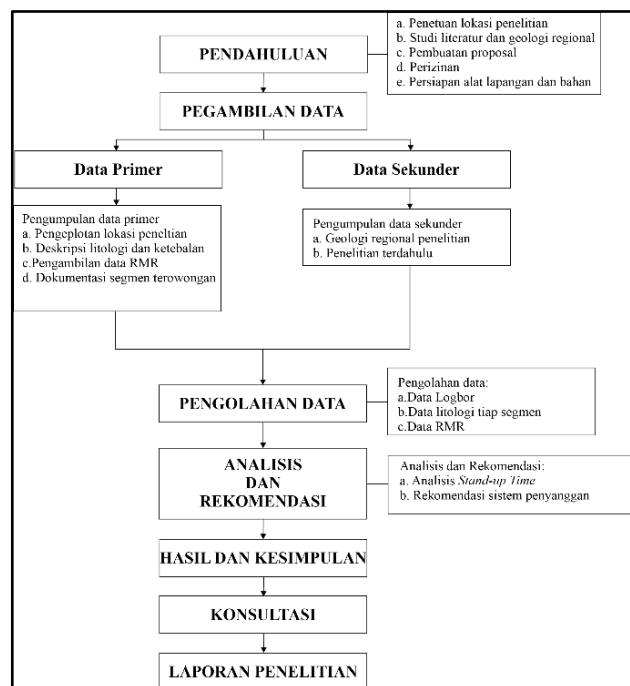 PENDAHULUAN
a. Penetuan lokasi penelitian
b. Studi literatur dan geologi regional
c. Pembuatan proposal
d. Perizinan
e. Persiapan alat lapangan dan bahan
PEGAMBILAN DATA
Data Primer
Data Sekunder
Pengumpulan data primer
a. Pengeplotan lokasi peneltian
b. Deskripsi litologi dan ketebalan
c.Pengambilan data RMR
d. Dokumentasi segmen terowongan
Pengumpulan data sekunder
a. Geologi regional penelitian
b. Penelitian terdahulu
PENGOLAHAN DATA
Pengolahan data:
a.Data Logbor
b.Data litologi tiap segmen
c.Data RMR
ANALISIS
DAN
REKOMENDASI
Analisis dan Rekomendasi:
a. Analisis Stand-up Time
b. Rekomendasi sistem penyanggan
HASIL DAN KESIMPULAN
KONSULTASI
LAPORAN PENELITIAN